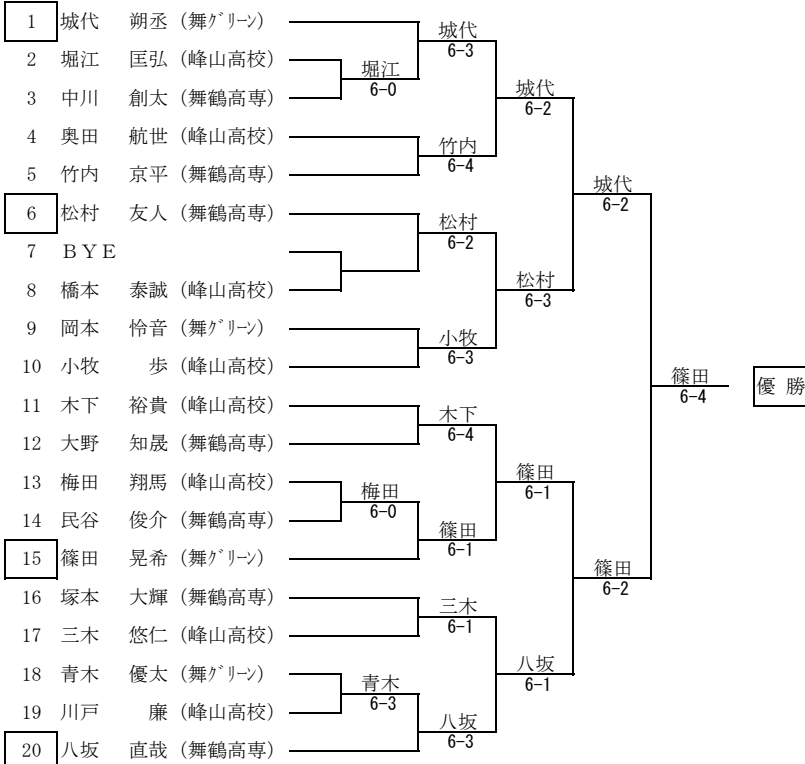 1 城代 朔丞 (舞グリーン)
城代
6-3
2 堀江 匡弘 (峰山高校)
堀江
6-0
城代
6-2
3 中川 創太 (舞鶴高専)
4 奥田 航世 (峰山高校)
竹内
6-4
5 竹内 京平 (舞鶴高専)
城代
6-2
6 松村 友人 (舞鶴高専)
松村
6-2
7 BYE
松村
6-3
8 橋本 泰誠 (峰山高校)
9 岡本 怜音 (舞グリーン)
小牧
6-3
10 小牧 歩 (峰山高校)
篠田
6-4
優 勝
11 木下 裕貴 (峰山高校)
木下
6-4
12 大野 知晟 (舞鶴高専)
篠田
6-1
13 梅田 翔馬 (峰山高校)
梅田
6-0
14 民谷 俊介 (舞鶴高専)
篠田
6-1
15 篠田 晃希 (舞グリーン)
篠田
6-2
16 塚本 大輝 (舞鶴高専)
三木
6-1
17 三木 悠仁 (峰山高校)
八坂
6-1
18 青木 優太 (舞グリーン)
青木
6-3
19 川戸 廉 (峰山高校)
八坂
6-3
20 八坂 直哉 (舞鶴高専)